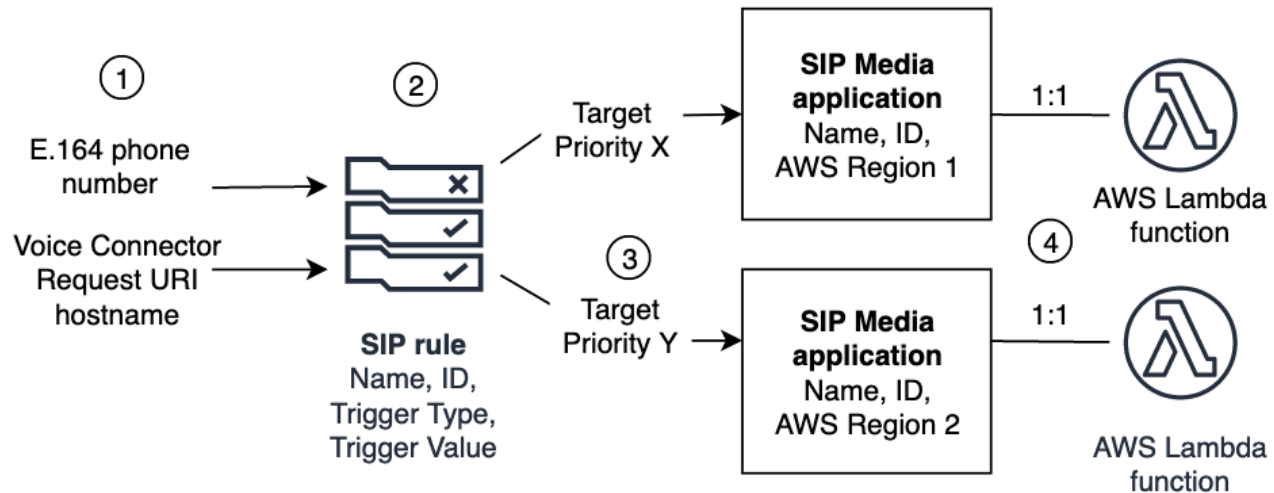 1
E.164 phone
number
Voice Connector
Request URI
hostname
2
SIP rule
Name, ID,
Trigger Type,
Trigger Value
Target
Priority X
3
Target
Priority Y
SIP Media
application
Name, ID,
AWS Region 1
SIP Media
application
Name, ID,
AWS Region 2
1:1
AWS Lambda
function
4
1:1
AWS Lambda
function